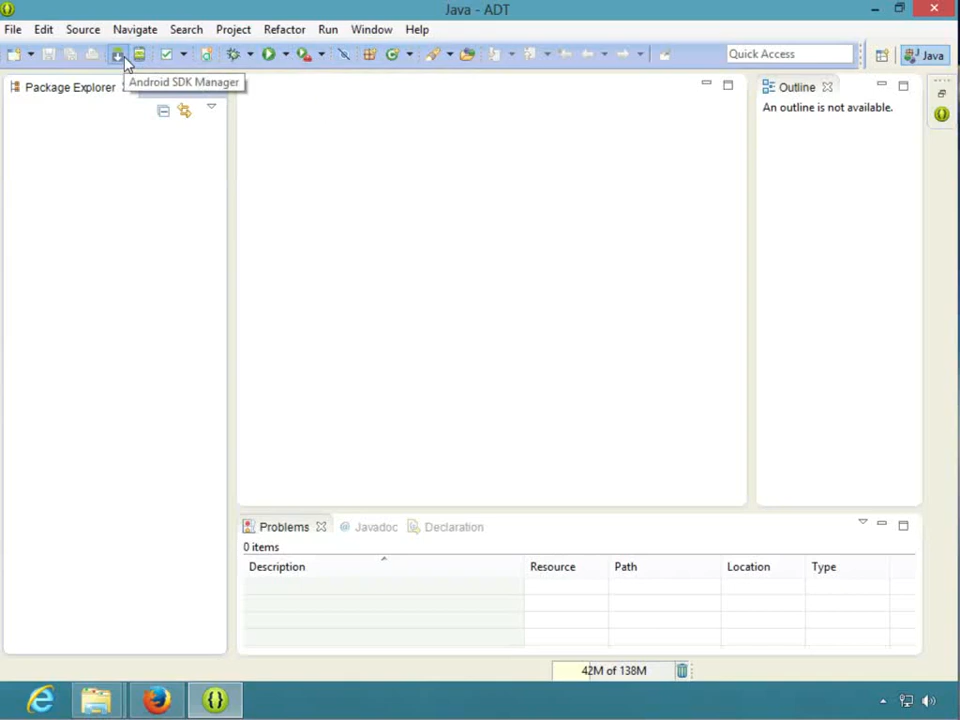 Java - ADT
File Edit Source Navigate Search Project Refactor Run Window Help
Quick Access
Java
Android SDK Manager
Package Explorer
Outline
An outline is not available.
Problems Javadoc Declaration
0 items
Description Resource Path Location Type
42M of 138M